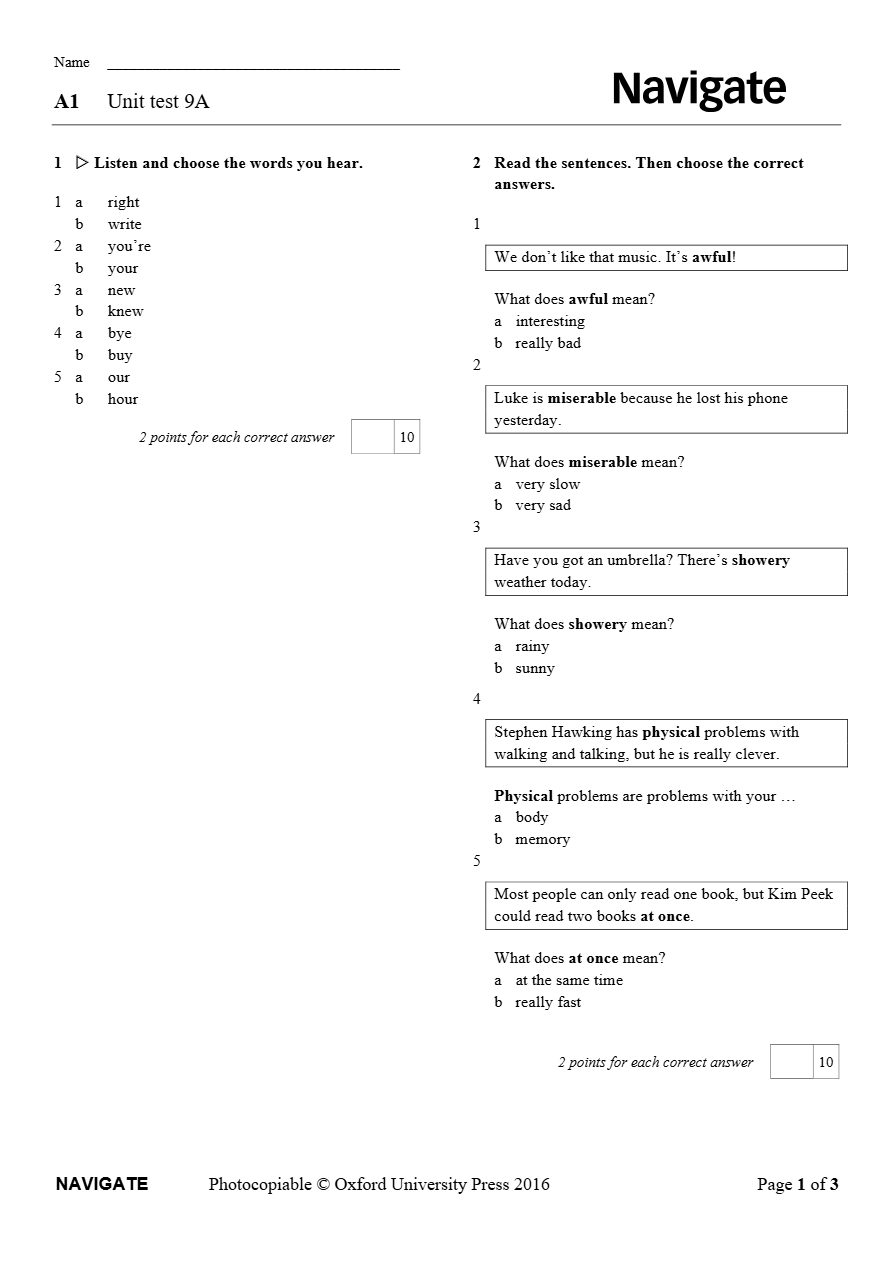 Name ____________________________________
A1 Unit test 9A
Navigate
1 ▷ Listen and choose the words you hear.
1 a right
b write
2 a you’re
b your
3 a new
b knew
4 a bye
b buy
5 a our
b hour
2 points for each correct answer 10
2 Read the sentences. Then choose the correct
answers.
1
We don’t like that music. It’s awful!
What does awful mean?
a interesting
b really bad
2
Luke is miserable because he lost his phone
yesterday.
What does miserable mean?
a very slow
b very sad
3
Have you got an umbrella? There’s showery
weather today.
What does showery mean?
a rainy
b sunny
4
Stephen Hawking has physical problems with
walking and talking, but he is really clever.
Physical problems are problems with your …
a body
b memory
5
Most people can only read one book, but Kim Peek
could read two books at once.
What does at once mean?
a at the same time
b really fast
2 points for each correct answer 10
NAVIGATE Photocopiable © Oxford University Press 2016 Page 1 of 3